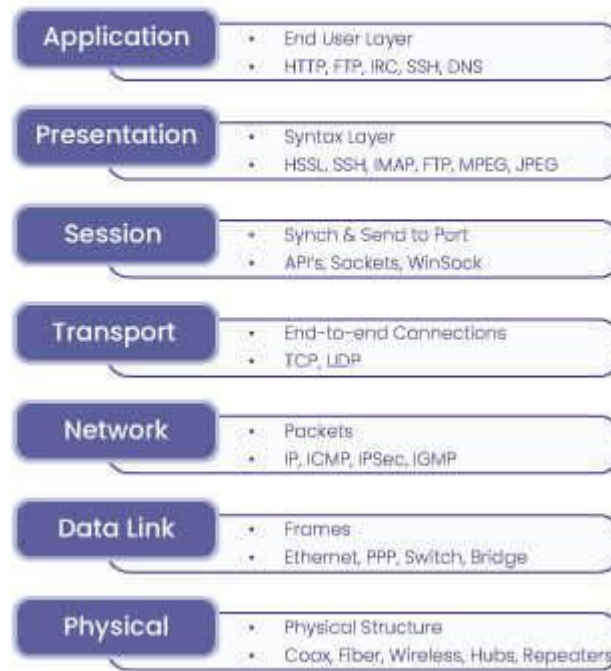 Application
• End User Layer
• HTTP, FTP, IRC, SSH, DNS
Presentation
• Syntax Layer
• HSSL, SSH, IMAP, FTP, MPEG, JPEG
Session
• Synch & Send to Port
• API's, Sockets, WinSock
Transport
• End-to-end Connections
• TCP, UDP
Network
• Packets
• IP, ICMP, IPSec, IGMP
Data Link
• Frames
• Ethernet, PPP, Switch, Bridge
Physical
• Physical Structure
• Coax, Fiber, Wireless, Hubs, Repeaters